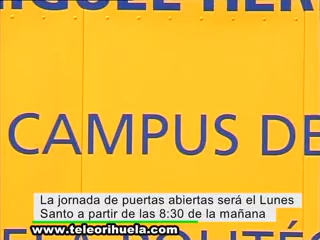 CAMPUS DE
La jornada de puertas abiertas será el Lunes
Santo a partir de las 8:30 de la mañana
www.teleorihuela.com